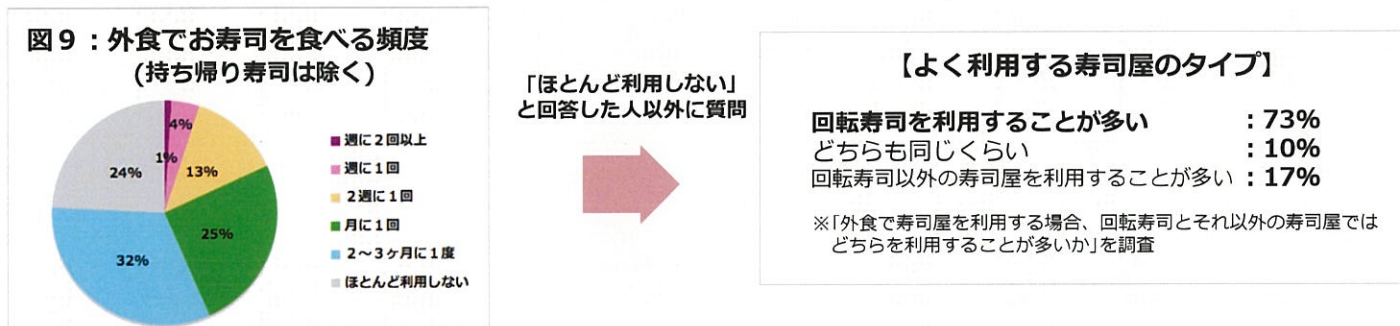 図9：外食でお寿司を食べる頻度
(持ち帰り寿司は除く)
4%
1%
24%
13%
25%
32%
週に２回以上
週に１回
２週に１回
月に１回
２～３ヶ月に１度
ほとんど利用しない
「ほとんど利用しない」
と回答した人以外に質問
【よく利用する寿司屋のタイプ】
回転寿司を利用することが多い ：73%
どちらも同じくらい ：10%
回転寿司以外の寿司屋を利用することが多い ：17%
※「外食で寿司屋を利用する場合、回転寿司とそれ以外の寿司屋では
どちらを利用することが多いか」を調査